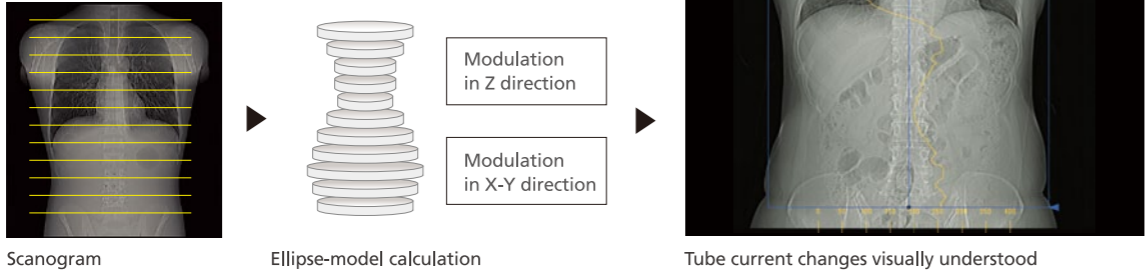 Modulation
in Z direction
Modulation
in X-Y direction
Scanogram
Ellipse-model calculation
Tube current changes visually understood